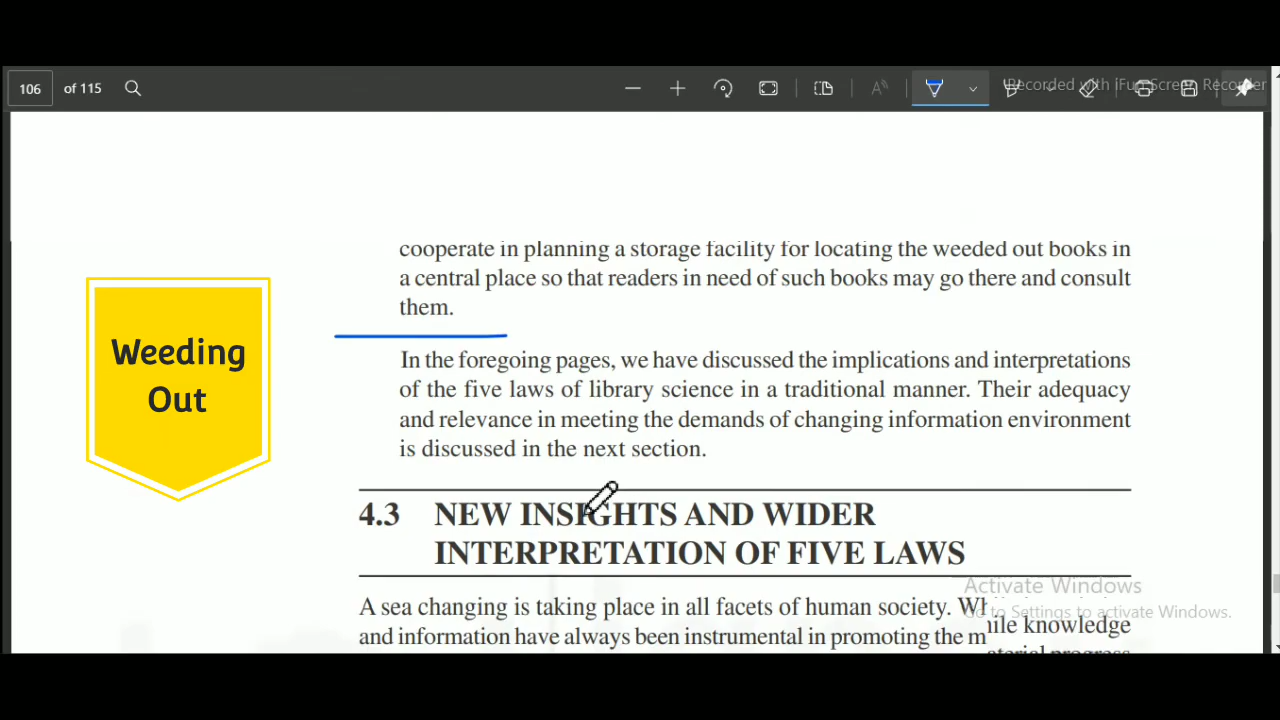 106 of 115
Recorded with iFun Screen Recorder
cooperate in planning a storage facility for locating the weeded out books in
a central place so that readers in need of such books may go there and consult
them.
Weeding
Out
In the foregoing pages, we have discussed the implications and interpretations
of the five laws of library science in a traditional manner. Their adequacy
and relevance in meeting the demands of changing information environment
is discussed in the next section.
4.3 NEW INSIGHTS AND WIDER
INTERPRETATION OF FIVE LAWS
Activate Windows
Go to Settings to activate Windows.
A sea changing is taking place in all facets of human society.
ile knowledge
and information have always been instrumental in promoting the